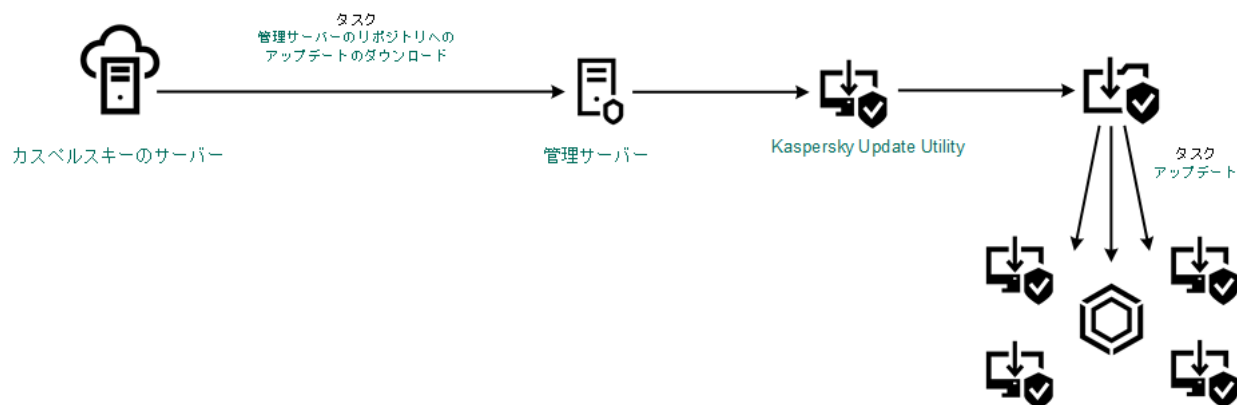 タスク
管理サーバーのリポジトリへの
アップデートのダウンロード
カスペルスキーのサーバー
管理サーバー
Kaspersky Update Utility
タスク
アップデート